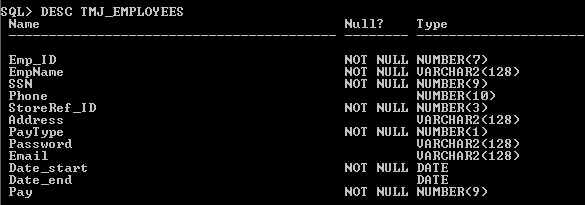 SQL> DESC TMJ_EMPLOYEES
Name Null? Type
----------------------------------------- -------- ----------------------------
Emp_ID NOT NULL NUMBER(7)
EmpName NOT NULL VARCHAR2(128)
SSN NOT NULL NUMBER(9)
Phone NUMBER(10)
StoreRef_ID NOT NULL NUMBER(3)
Address VARCHAR2(128)
PayType NOT NULL NUMBER(1)
Password VARCHAR2(128)
Email VARCHAR2(128)
Date_start NOT NULL DATE
Date_end DATE
Pay NOT NULL NUMBER(9)